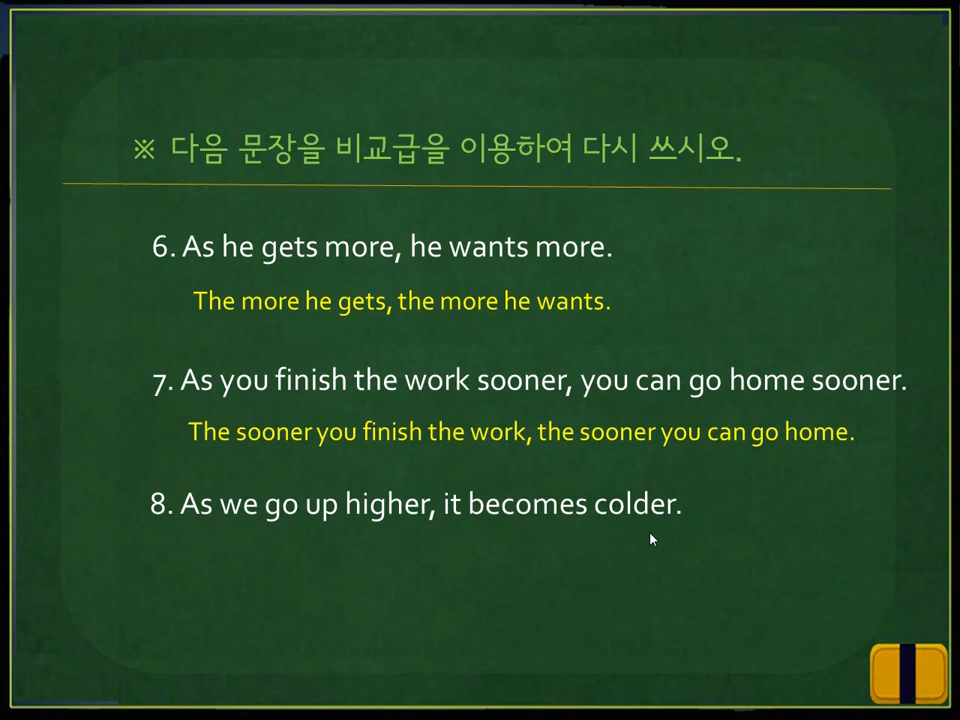 ※ 다음 문장을 비교급을 이용하여 다시 쓰시오.
6. As he gets more, he wants more.
The more he gets, the more he wants.
7. As you finish the work sooner, you can go home sooner.
The sooner you finish the work, the sooner you can go home.
8. As we go up higher, it becomes colder.